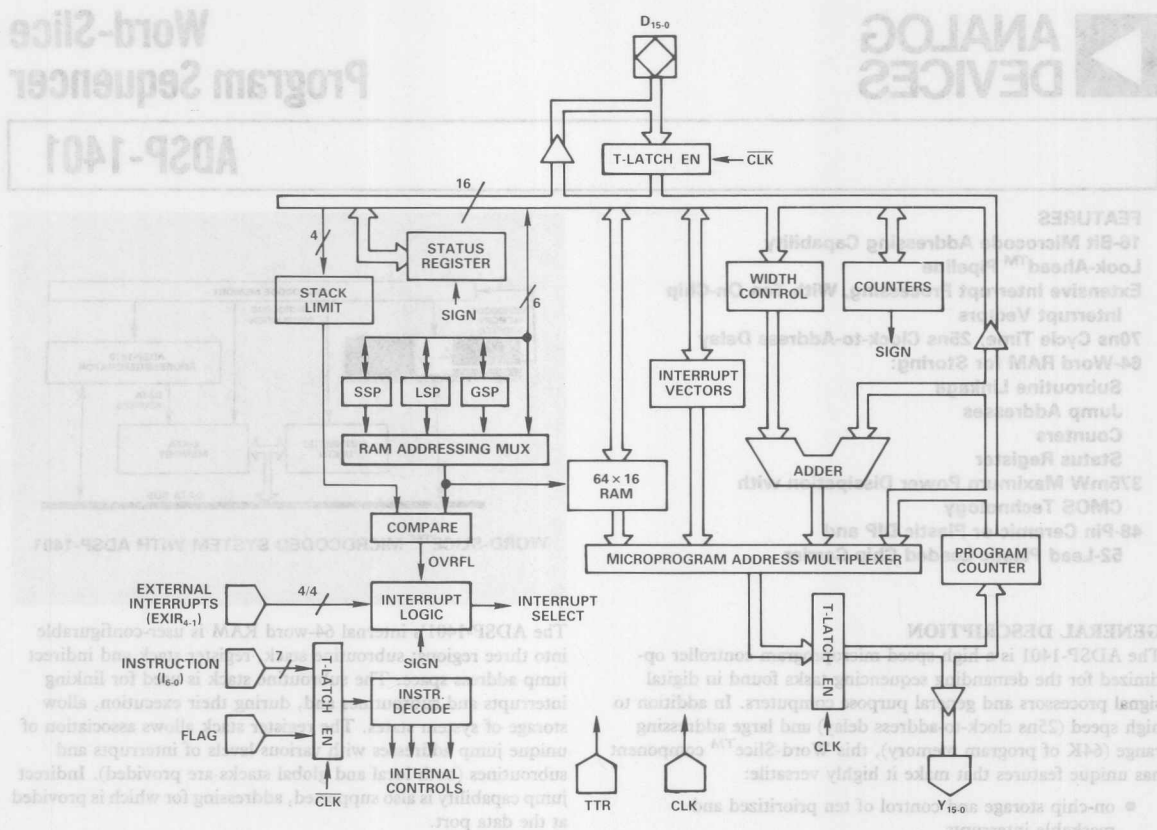 D15-0
T-LATCH EN
CLK
16
4
STATUS REGISTER
STACK LIMIT
SIGN
6
WIDTH CONTROL
COUNTERS
SIGN
SSP
LSP
GSP
INTERRUPT VECTORS
RAM ADDRESSING MUX
ADDER
64 × 16 RAM
COMPARE
OVRFL
MICROPROGRAM ADDRESS MULTIPLEXER
PROGRAM COUNTER
EXTERNAL INTERRUPTS (EXIR4-1)
4/4
INTERRUPT LOGIC
INTERRUPT SELECT
SIGN
INSTRUCTION (I6-0)
7
T-LATCH EN
INSTR. DECODE
FLAG
CLK
INTERNAL CONTROLS
T-LATCH EN
CLK
TTR
CLK
Y15-0
ANALOG
DEVICES
Word-Slice
Program Sequencer
ADSP-1401
FEATURES
16-Bit Microcode Addressing Capability
Look-Ahead™ Pipeline
Extensive Interrupt Processing, With On-Chip
Interrupt Vectors
70ns Cycle Time, 25ns Clock-to-Address Delay
64-Word RAM for Storing:
Subroutine Linkage
Jump Addresses
Counters
Status Register
375mW Maximum Power Dissipation with
CMOS Technology
48-Pin Ceramic or Plastic DIP and
52-Lead
WORD-SLICE™ MICROCODED SYSTEM WITH ADSP-1401
GENERAL DESCRIPTION
The ADSP-1401 is a high speed microprogram controller op-
timized for the demanding sequencing tasks found in digital
signal processors and general purpose computers. In addition to
high speed (25ns clock-to-address delay) and large addressing
range (64K of program memory), this Word-Slice™ component
has unique features that make it highly versatile:
on-chip storage and control of ten prioritized and
maskable interrupts
The ADSP-1401's internal 64-word RAM is user-configurable
into three regions: subroutine stack, register stack and indirect
jump address space. The subroutine stack is used for linking
interrupts and subroutines and, during their execution, allow
storage of system states. The register stack allows association of
unique jump addresses with various levels of interrupts and
subroutines (local and global stacks are provided). Indirect
jump capability is also supported, addressing for which is provided
at the data port.